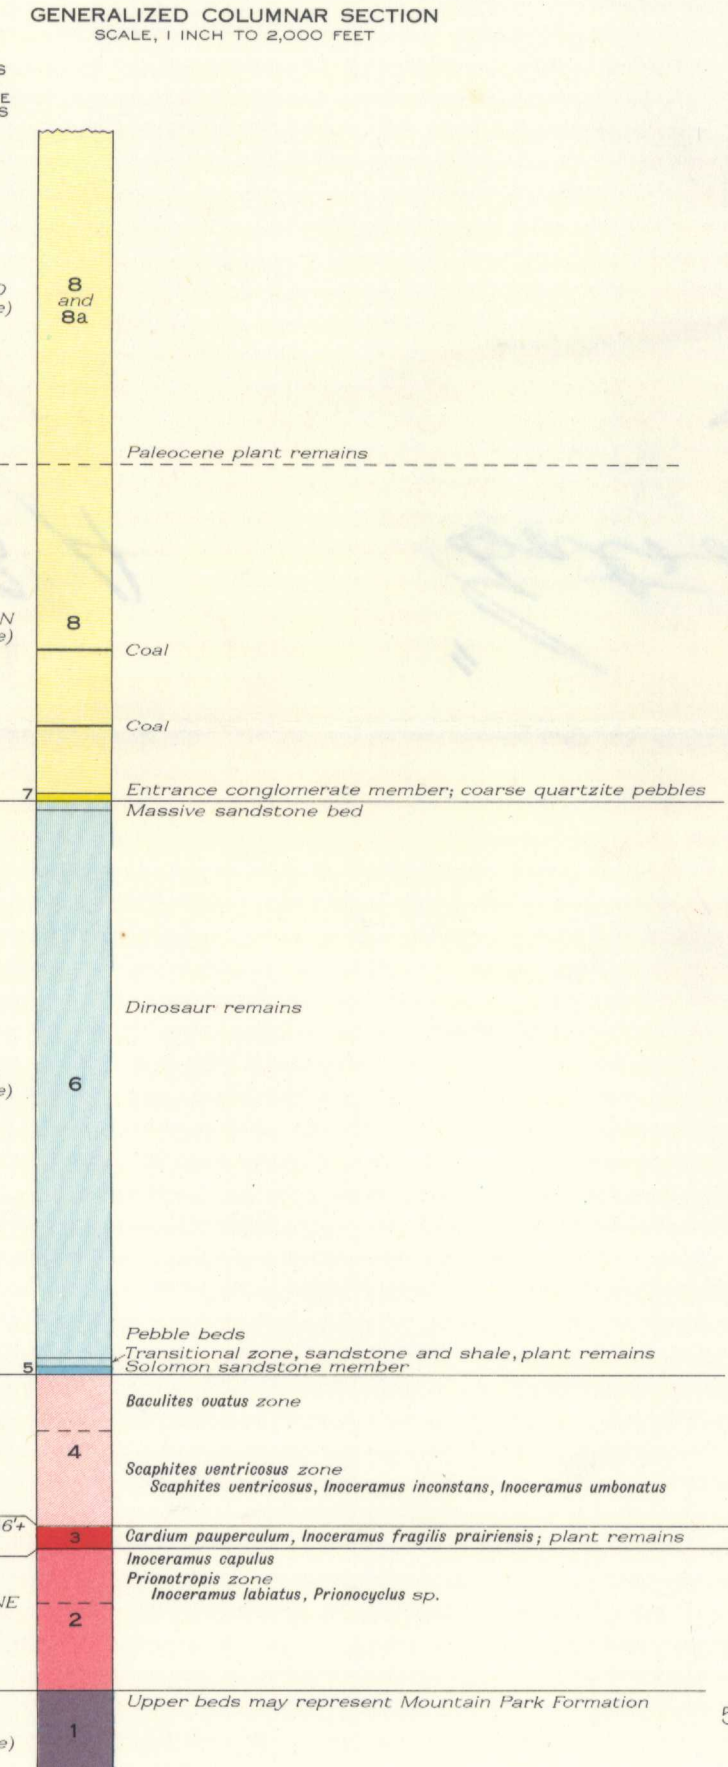 GENERALIZED COLUMNAR SECTION
SCALE, 1 INCH TO 2,000 FEET
8
and
8a
Paleocene plant remains
8
Coal
Coal
7
Entrance conglomerate member; coarse quartzite pebbles
Massive sandstone bed
Dinosaur remains
6
Pebble beds
Transitional zone, sandstone and shale, plant remains
5
Solomon sandstone member
Baculites ovatus zone
4
Scaphites ventricosus zone
Scaphites ventricosus, Inoceramus inconstans, Inoceramus umbonatus
6'+
3
Cardium pauperculum, Inoceramus fragilis prairiensis; plant remains
Inoceramus capulus
Prionotropis zone
Inoceramus labiatus, Prionocyclus sp.
2
Upper beds may represent Mountain Park Formation
1